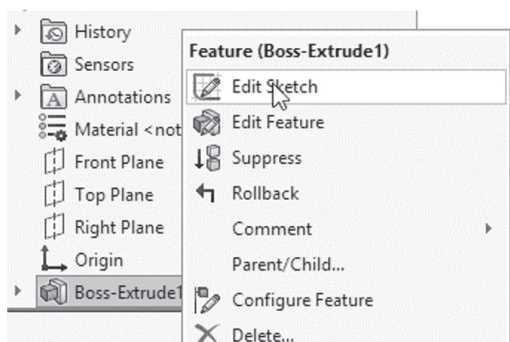 History
Sensors
Annotations
Material <not
Front Plane
Top Plane
Right Plane
Origin
Boss-Extrude1
Feature (Boss-Extrude1)
Edit Sketch
Edit Feature
Suppress
Rollback
Comment
Parent/Child...
Configure Feature
Delete...